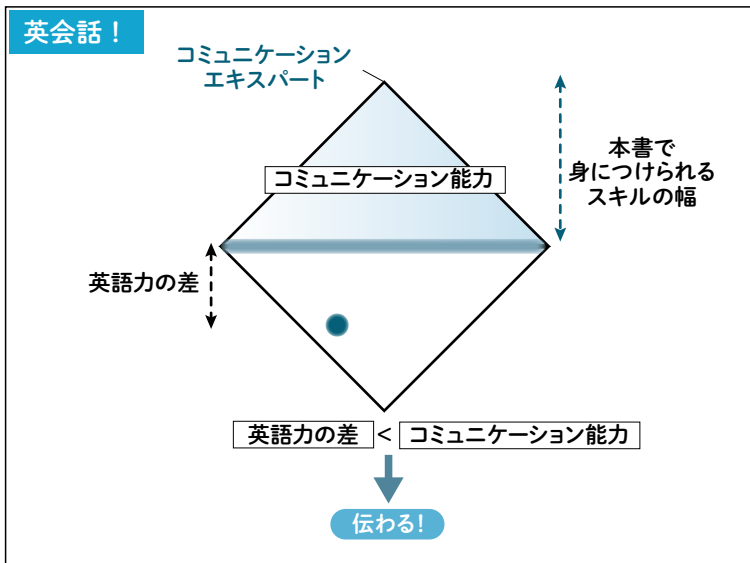 英会話！
コミュニケーション
エキスパート
コミュニケーション能力
本書で
身につけられる
スキルの幅
英語力の差
英語力の差 < コミュニケーション能力
伝わる！